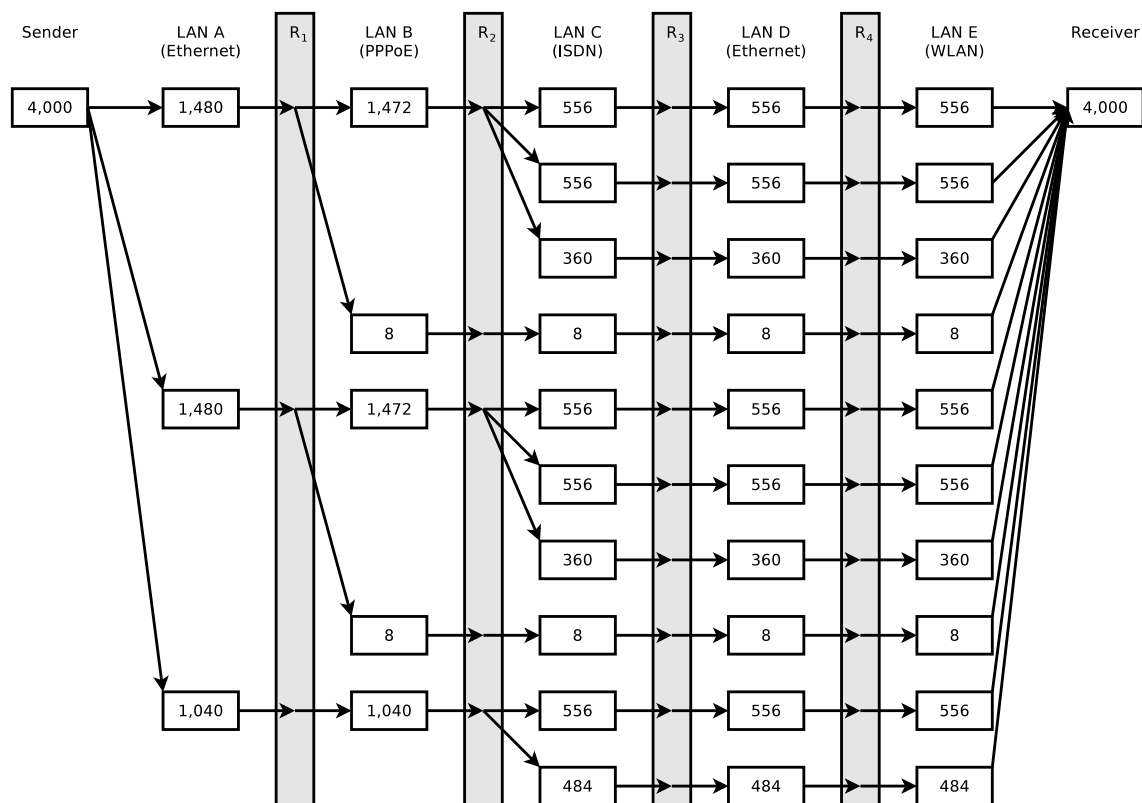 Sender LAN A R1 LAN B R2 LAN C R3 LAN D R4 LAN E Receiver
(Ethernet) (PPPoE) (ISDN) (Ethernet) (WLAN)
4,000 1,480 1,472 556 556 556 4,000
556 556 556
360 360 360
8 8 8 8
1,480 1,472 556 556 556
556 556 556
360 360 360
8 8 8 8
1,040 1,040 556 556 556
484 484 484